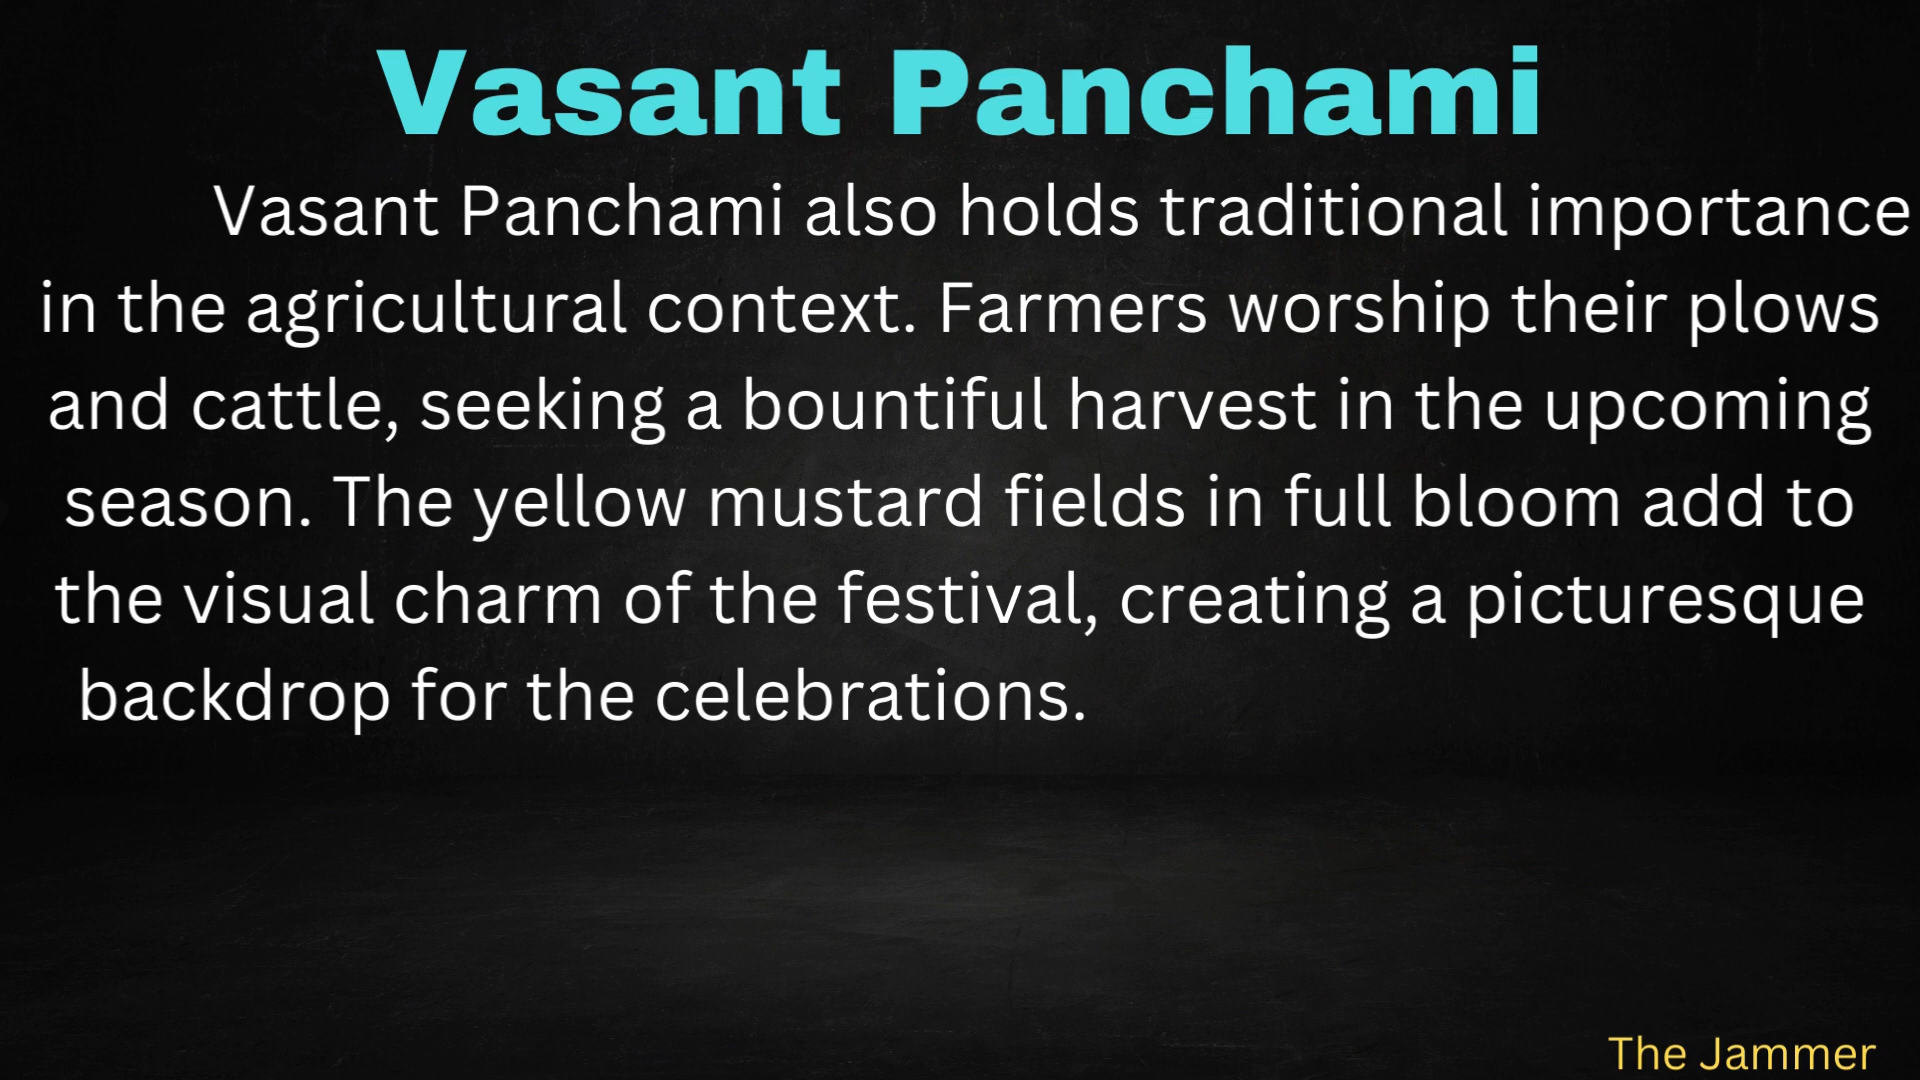 Vasant Panchami
Vasant Panchami also holds traditional importance
in the agricultural context. Farmers worship their plows
and cattle, seeking a bountiful harvest in the upcoming
season. The yellow mustard fields in full bloom add to
the visual charm of the festival, creating a picturesque
backdrop for the celebrations.
The Jammer